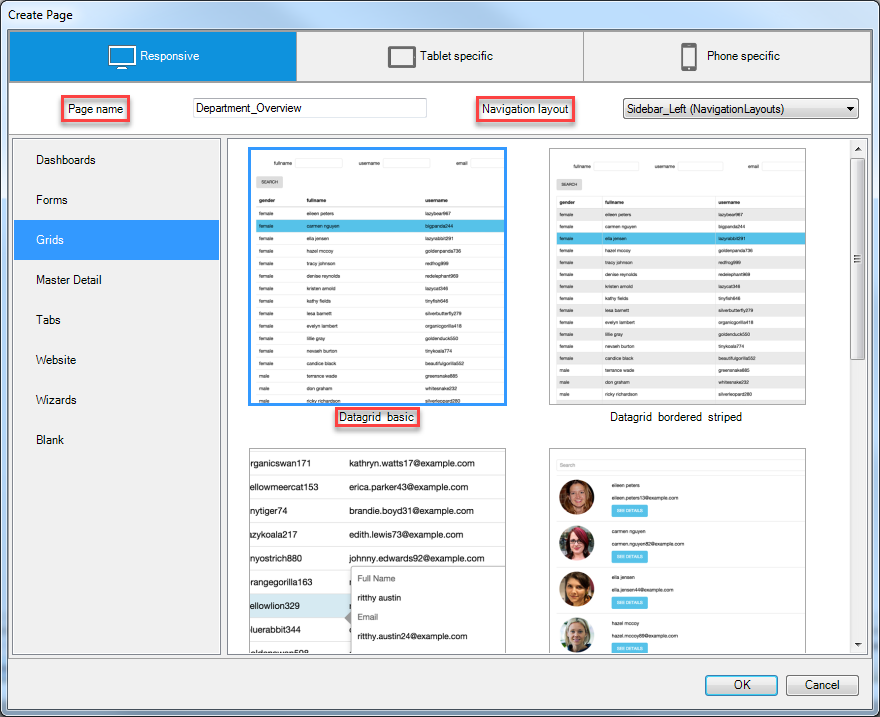 Create Page
Responsive
Tablet specific
Phone specific
Page name
Department_Overview
Navigation layout
Sidebar_Left (NavigationLayouts)
Dashboards
Forms
Grids
Master Detail
Tabs
Website
Wizards
Blank
fullname username email
SEARCH
gender fullname username
female eileen peters lazybear967
female carmen nguyen bigpanda244
female ella jensen lazyrabbit291
female hazel mccoy goldenpanda736
female tracy johnson redfrog999
female denise reynolds redelephant969
female kristen arnold lazycat346
female kathy fields tinyfish646
female lesa barnett silverbutterfly279
female evelyn lambert organicgorilla418
female lillie gray goldenduck550
female nevaeh burton tinykoala774
female candice black beautifulgorilla552
male terrance wade greensnake885
male don graham whitesnake232
male ricky richardson silverleopard280
Datagrid basic
fullname username email
SEARCH
gender fullname username
female eileen peters lazybear967
female carmen nguyen bigpanda244
female ella jensen lazyrabbit291
female hazel mccoy goldenpanda736
female tracy johnson redfrog999
female denise reynolds redelephant969
female kristen arnold lazycat346
female kathy fields tinyfish646
female lesa barnett silverbutterfly279
female evelyn lambert organicgorilla418
female lillie gray goldenduck550
female nevaeh burton tinykoala774
female candice black beautifulgorilla552
male terrance wade greensnake885
male don graham whitesnake232
male ricky richardson silverleopard280
Datagrid bordered striped
rganicswan171 kathryn.watts17@example.com
ellowmeercat153 erica.parker43@example.com
nytiger74 brandie.boyd31@example.com
azykoala217 edith.lewis73@example.com
nyostrich880 johnny.edwards92@example.com
rangegorilla163
ellowlion329
luerabbit344
oldenswan598
Full Name
ritthy austin
Email
ritthy.austin24@example.com
Search
eileen peters
eileen.peters13@example.com
SEE DETAILS
carmen nguyen
carmen.nguyen82@example.com
SEE DETAILS
ella jensen
ella.jensen44@example.com
SEE DETAILS
hazel mccoy
hazel.mccoy89@example.com
SEE DETAILS
OK
Cancel